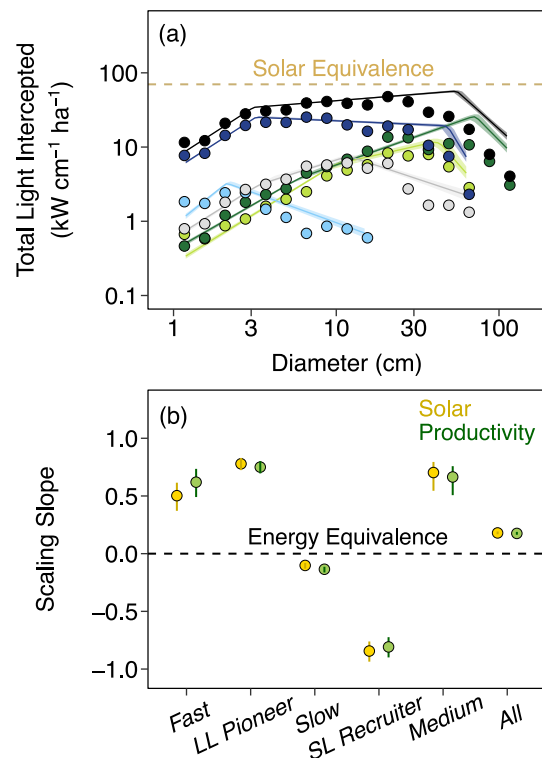 (a)
Solar Equivalence
Total Light Intercepted
(kW cm⁻¹ ha⁻¹)
100
10
1
0.1
1
3
10
30
100
Diameter (cm)
(b)
Solar
Productivity
Energy Equivalence
Scaling Slope
1.0
0.5
0.0
−0.5
−1.0
Fast
LL Pioneer
Slow
SL Recruiter
Medium
All